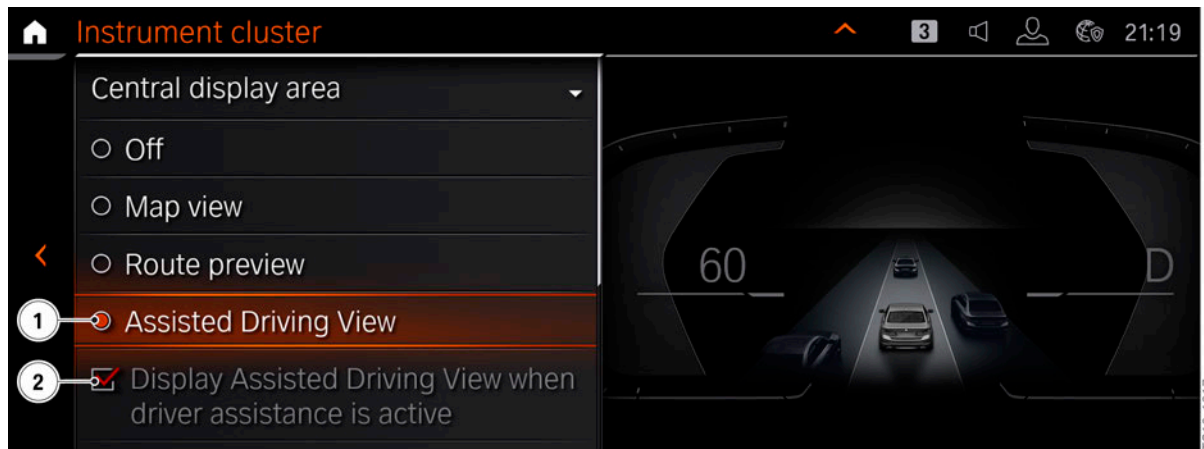 Instrument cluster
3
21:19
Central display area
Off
Map view
Route preview
60
D
1
Assisted Driving View
2
Display Assisted Driving View when
driver assistance is active